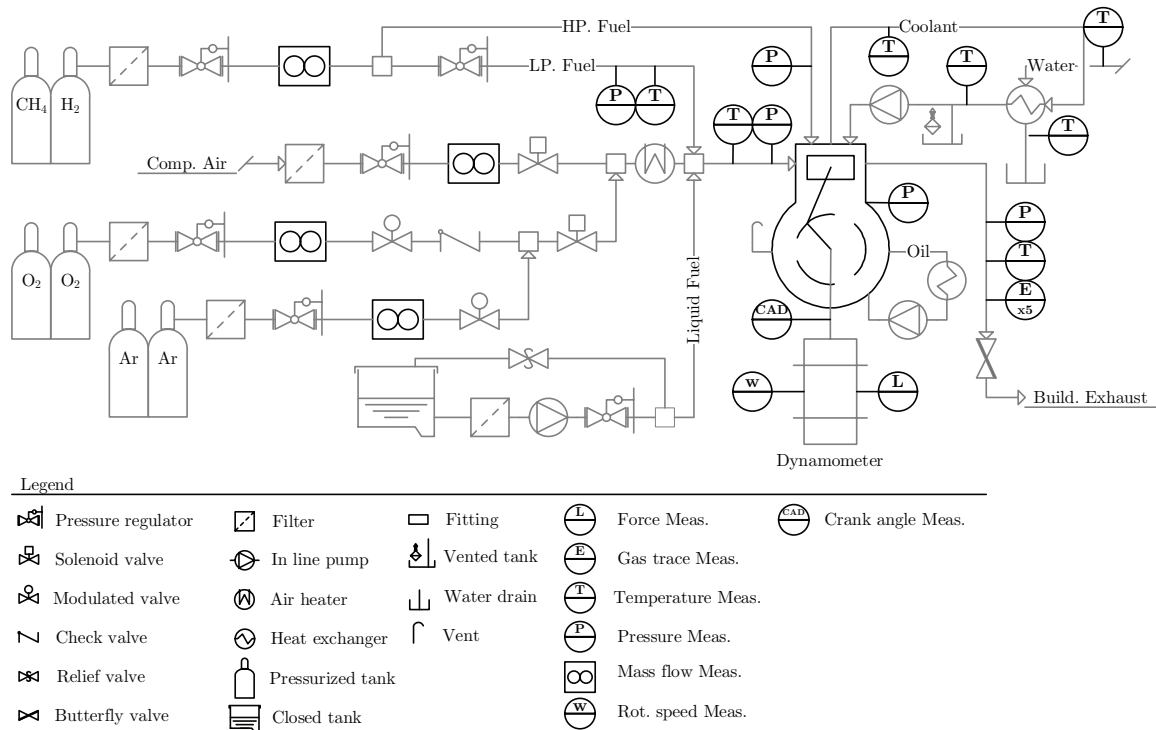 HP. Fuel
Coolant
T
CH4
H2
LP. Fuel
P
T
T
Water
P
T
T
P
T
Comp. Air
P
O2
O2
P
Oil
T
E
x5
Liquid Fuel
CAD
Ar
Ar
w
L
Build. Exhaust
Dynamometer
Legend
Pressure regulator
Filter
Fitting
L
Force Meas.
CAD
Crank angle Meas.
Solenoid valve
In line pump
Vented tank
E
Gas trace Meas.
Modulated valve
Air heater
Water drain
T
Temperature Meas.
Check valve
Heat exchanger
Vent
P
Pressure Meas.
Relief valve
Pressurized tank
Mass flow Meas.
Butterfly valve
Closed tank
w
Rot. speed Meas.